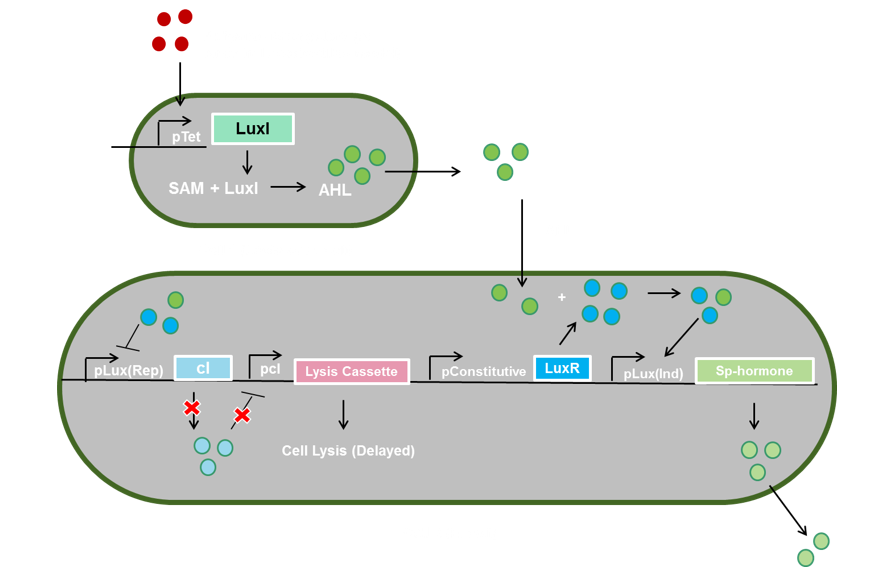 LuxI
pTet
SAM + LuxI
AHL
+
pLux(Rep)
cI
pcI
Lysis Cassette
pConstitutive
LuxR
pLux(Ind)
Sp-hormone
Cell Lysis (Delayed)